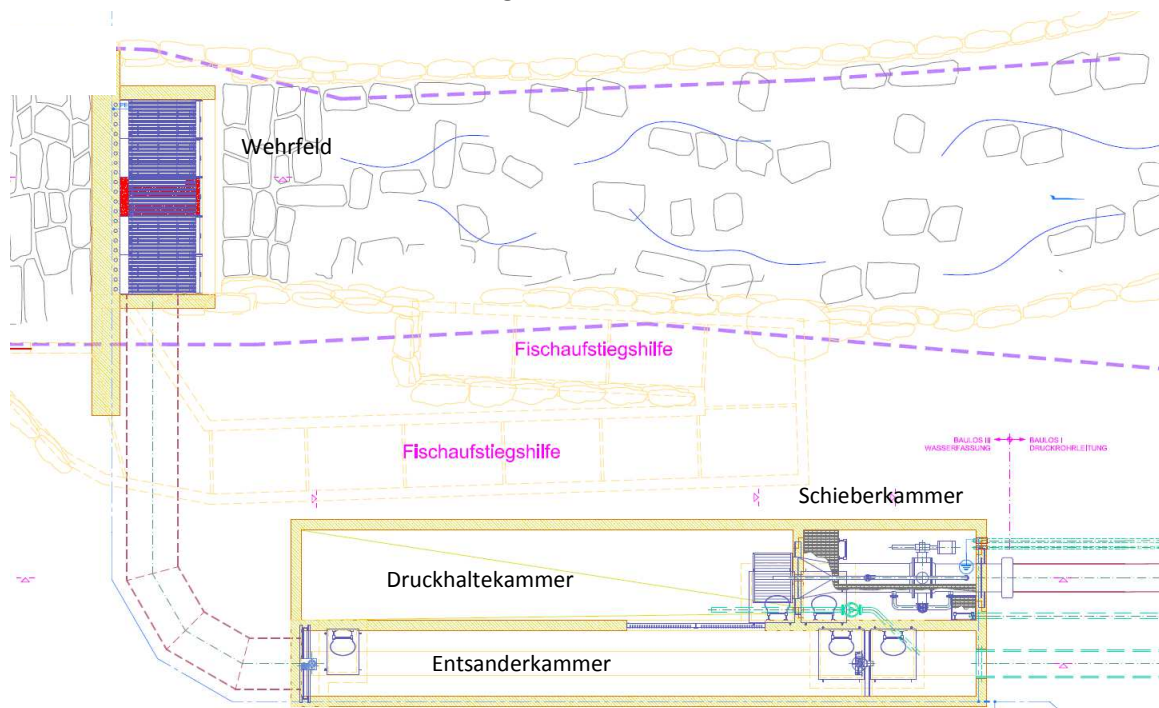 Wehrfeld
Fischaufstiegshilfe
Fischaufstiegshilfe
BAULOS III BAULOS I
WASSERFASSUNG DRUCKROHRLEITUNG
Schieberkammer
Druckhaltekammer
Entsanderkammer